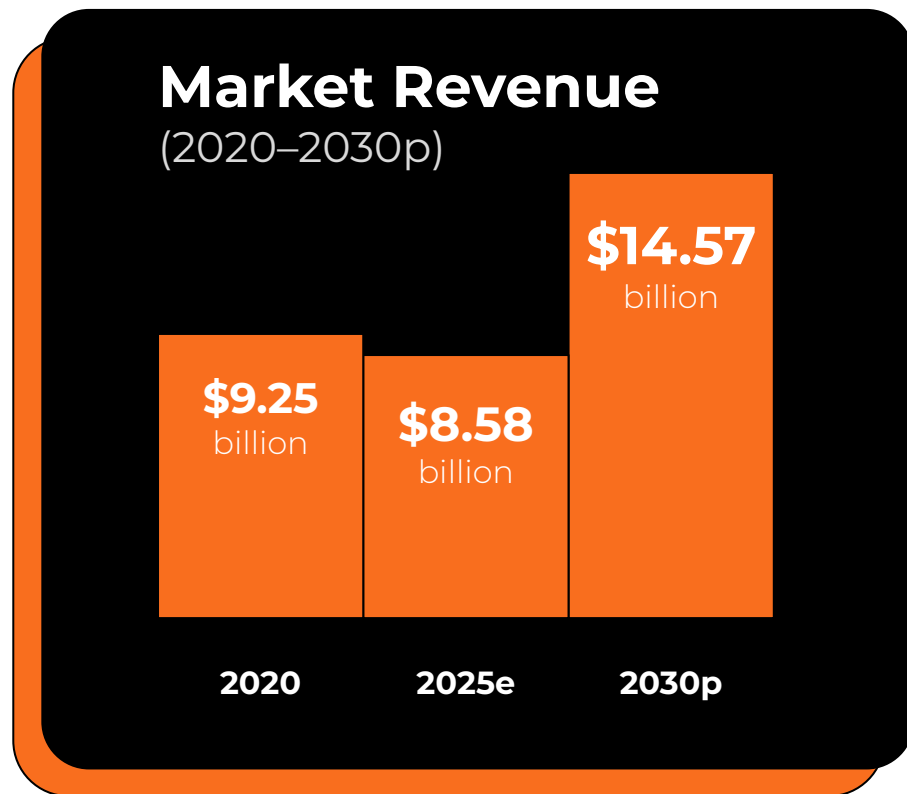 Market Revenue
(2020–2030p)
$9.25
billion
$8.58
billion
$14.57
billion
2020
2025e
2030p